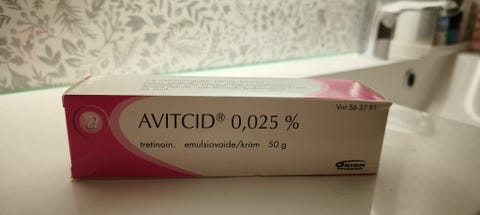 Vnr 56 37 91
a
AVITCID® 0,025 %
tretinoin. emulsiovoide/kräm 50 g
ORION